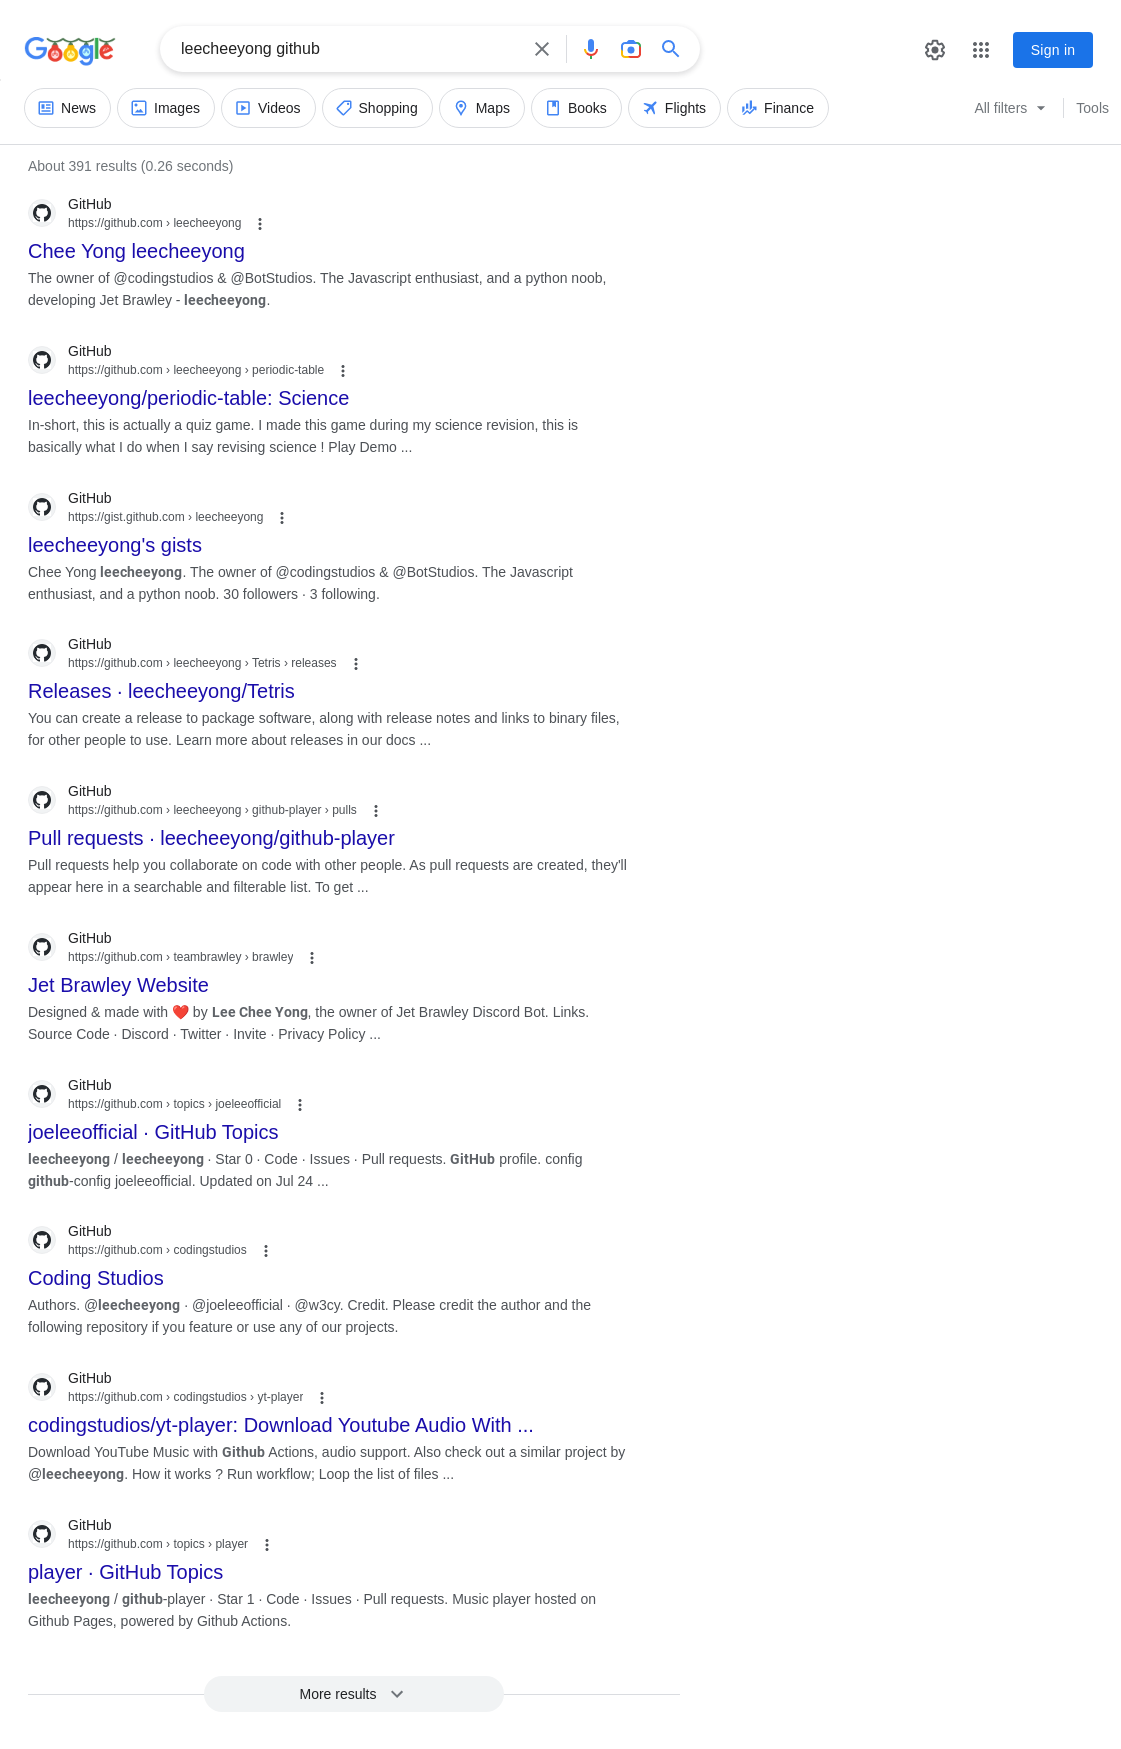 Google
leecheeyong github
Sign in
News Images Videos Shopping Maps Books Flights Finance All filters Tools
About 391 results (0.26 seconds)
GitHub
https://github.com › leecheeyong
Chee Yong leecheeyong
The owner of @codingstudios & @BotStudios. The Javascript enthusiast, and a python noob,
developing Jet Brawley - leecheeyong.
GitHub
https://github.com › leecheeyong › periodic-table
leecheeyong/periodic-table: Science
In-short, this is actually a quiz game. I made this game during my science revision, this is
basically what I do when I say revising science ! Play Demo ...
GitHub
https://gist.github.com › leecheeyong
leecheeyong's gists
Chee Yong leecheeyong. The owner of @codingstudios & @BotStudios. The Javascript
enthusiast, and a python noob. 30 followers · 3 following.
GitHub
https://github.com › leecheeyong › Tetris › releases
Releases · leecheeyong/Tetris
You can create a release to package software, along with release notes and links to binary files,
for other people to use. Learn more about releases in our docs ...
GitHub
https://github.com › leecheeyong › github-player › pulls
Pull requests · leecheeyong/github-player
Pull requests help you collaborate on code with other people. As pull requests are created, they'll
appear here in a searchable and filterable list. To get ...
GitHub
https://github.com › teambrawley › brawley
Jet Brawley Website
Designed & made with ❤️ by Lee Chee Yong, the owner of Jet Brawley Discord Bot. Links.
Source Code · Discord · Twitter · Invite · Privacy Policy ...
GitHub
https://github.com › topics › joeleeofficial
joeleeofficial · GitHub Topics
leecheeyong / leecheeyong · Star 0 · Code · Issues · Pull requests. GitHub profile. config
github-config joeleeofficial. Updated on Jul 24 ...
GitHub
https://github.com › codingstudios
Coding Studios
Authors. @leecheeyong · @joeleeofficial · @w3cy. Credit. Please credit the author and the
following repository if you feature or use any of our projects.
GitHub
https://github.com › codingstudios › yt-player
codingstudios/yt-player: Download Youtube Audio With ...
Download YouTube Music with Github Actions, audio support. Also check out a similar project by
@leecheeyong. How it works ? Run workflow; Loop the list of files ...
GitHub
https://github.com › topics › player
player · GitHub Topics
leecheeyong / github-player · Star 1 · Code · Issues · Pull requests. Music player hosted on
Github Pages, powered by Github Actions.
More results